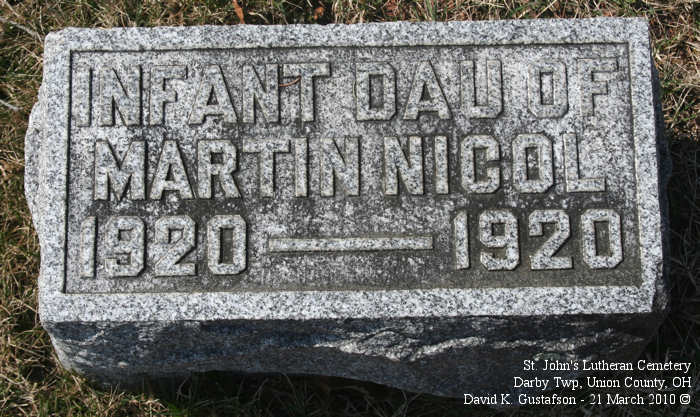 INFANT DAU OF
MARTIN NICOL
1920 — 1920
St. John's Lutheran Cemetery
Darby Twp, Union County, OH
David K. Gustafson - 21 March 2010 ©